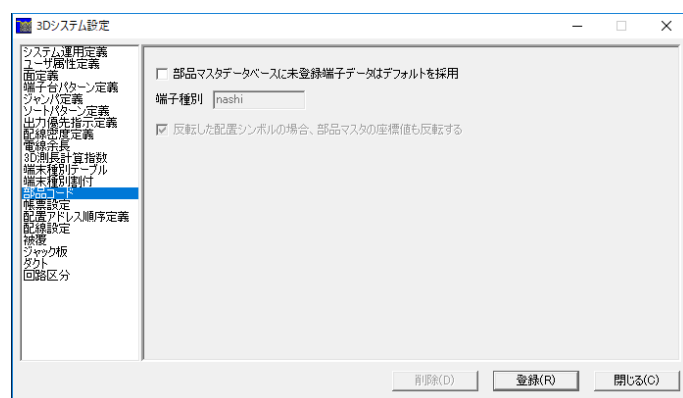 3Dシステム設定
システム運用定義
ユーザ属性定義
面定義
端子台パターン定義
ジャンパ定義
ソートパターン定義
出力優先指示定義
配線密度定義
電線余長
3D測長計算指数
端末種別テーブル
端末種別割付
部品コード
帳票設定
配置アドレス順序定義
配線設定
被覆
ジャック板
ダクト
回路区分
部品マスタデータベースに未登録端子データはデフォルトを採用
端子種別 nashi
反転した配置シンボルの場合、部品マスタの座標値も反転する
削除(D) 登録(R) 閉じる(C)